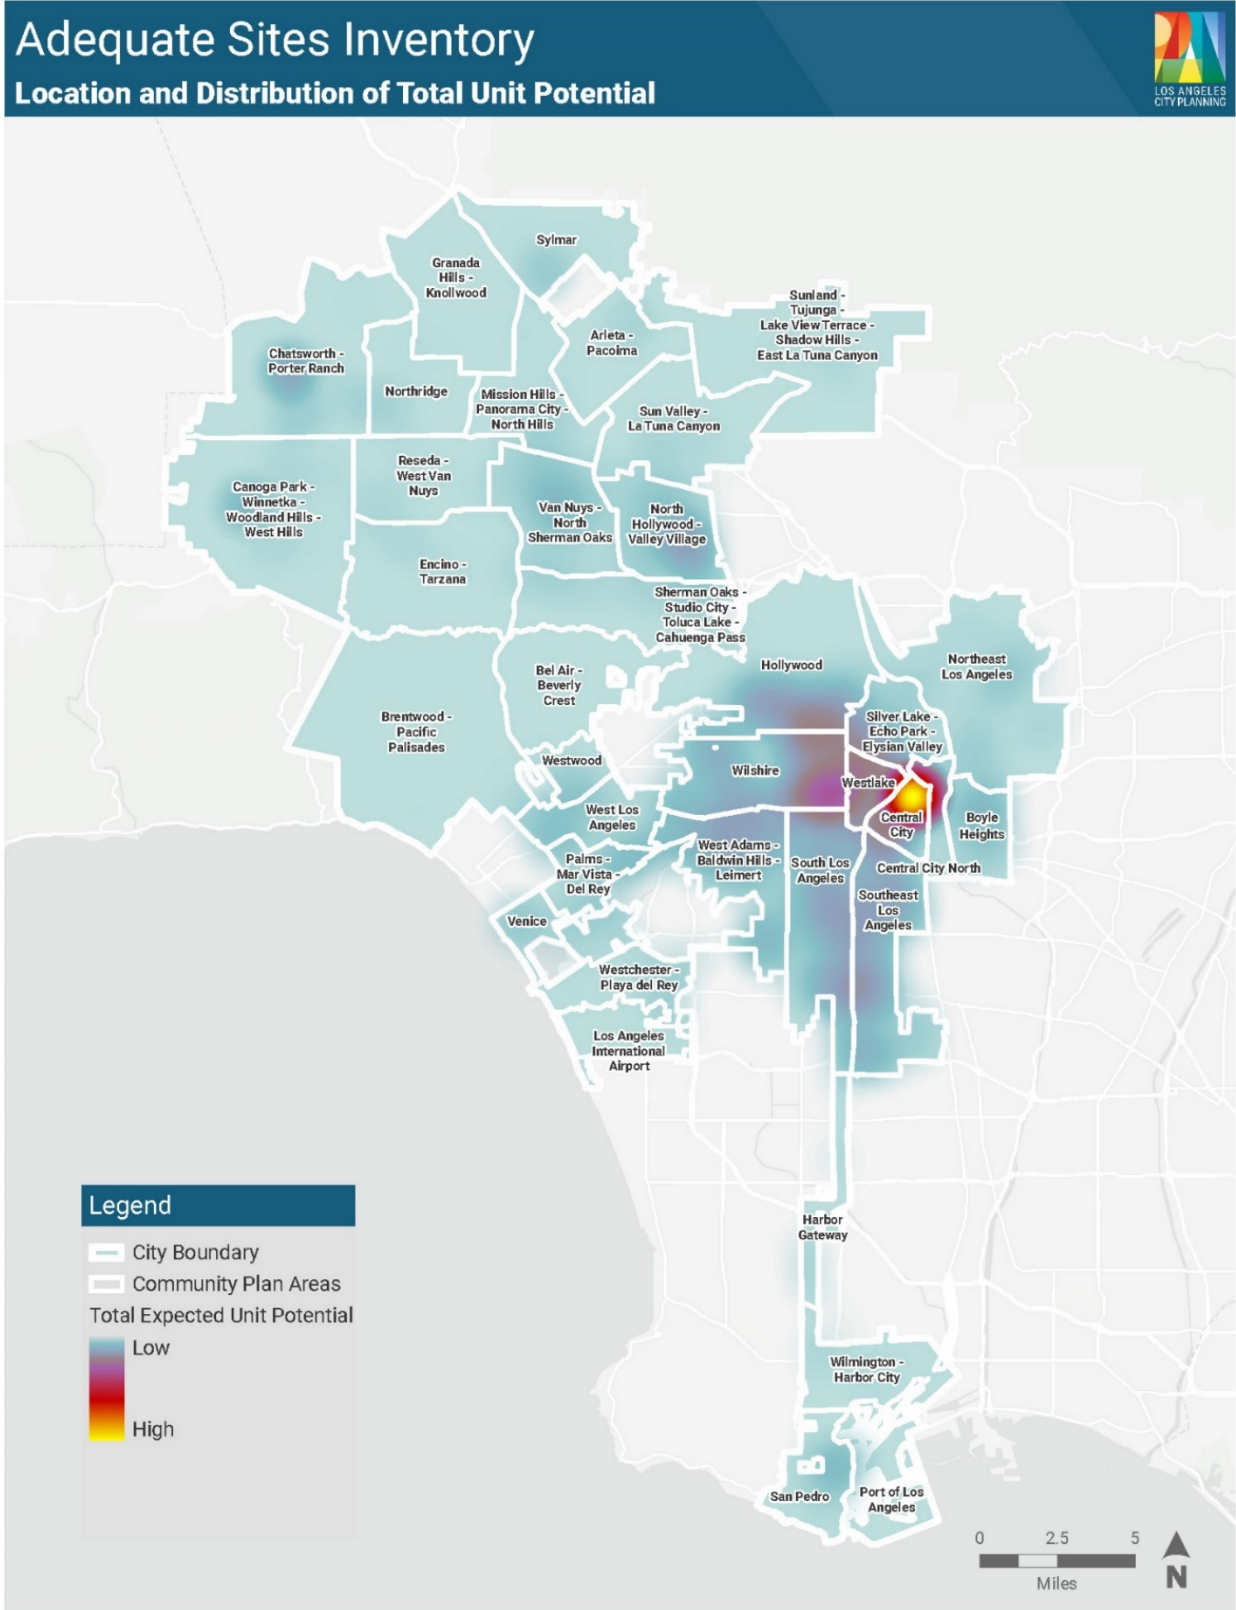 Adequate Sites Inventory
Location and Distribution of Total Unit Potential
LOS ANGELES
CITY PLANNING
Sylmar
Granada
Hills -
Knollwood
Sunland -
Tujunga -
Lake View Terrace -
Shadow Hills -
East La Tuna Canyon
Arleta -
Pacoima
Chatsworth -
Porter Ranch
Northridge
Mission Hills -
Panorama City -
North Hills
Sun Valley -
La Tuna Canyon
Reseda -
West Van
Nuys
Canoga Park -
Winnetka -
Woodland Hills -
West Hills
Van Nuys -
North
Sherman Oaks
North
Hollywood -
Valley Village
Encino -
Tarzana
Sherman Oaks -
Studio City -
Toluca Lake -
Cahuenga Pass
Hollywood
Northeast
Los Angeles
Bel Air -
Beverly
Crest
Brentwood -
Pacific
Palisades
Silver Lake -
Echo Park -
Elysian Valley
Westwood
Wilshire
Westlake
West Los
Angeles
Central
City
Boyle
Heights
West Adams -
Baldwin Hills -
Leimert
Palms -
Mar Vista -
Del Rey
South Los
Angeles
Central City North
Southeast
Los
Angeles
Venice
Westchester -
Playa del Rey
Los Angeles
International
Airport
Harbor
Gateway
Wilmington -
Harbor City
San Pedro
Port of Los
Angeles
Legend
City Boundary
Community Plan Areas
Total Expected Unit Potential
Low
High
0 2.5 5
Miles
N